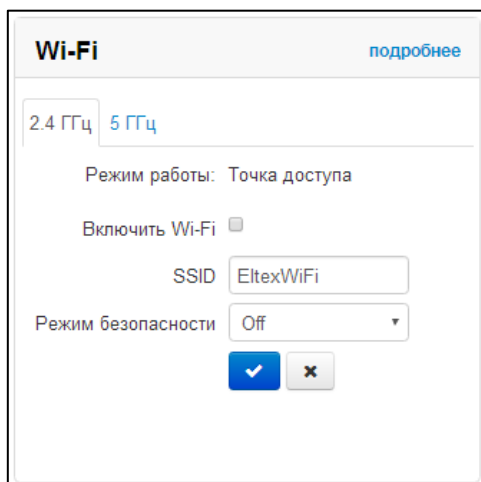 Wi-Fi подробнее
2.4 ГГц 5 ГГц
Режим работы: Точка доступа
Включить Wi-Fi
SSID EltexWiFi
Режим безопасности Off